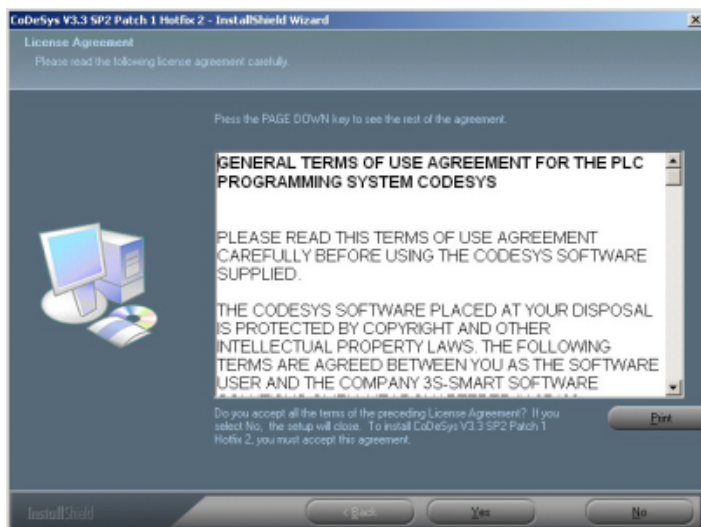 CoDeSys V3.3 SP2 Patch 1 Hotfix 2 - InstallShield Wizard
License Agreement
Please read the following license agreement carefully.
Press the PAGE DOWN key to see the rest of the agreement.
GENERAL TERMS OF USE AGREEMENT FOR THE PLC
PROGRAMMING SYSTEM CODESYS
PLEASE READ THIS TERMS OF USE AGREEMENT
CAREFULLY BEFORE USING THE CODESYS SOFTWARE
SUPPLIED.
THE CODESYS SOFTWARE PLACED AT YOUR DISPOSAL
IS PROTECTED BY COPYRIGHT AND OTHER
INTELLECTUAL PROPERTY LAWS. THE FOLLOWING
TERMS ARE AGREED BETWEEN YOU AS THE SOFTWARE
USER AND THE COMPANY 3S-SMART SOFTWARE
Do you accept all the terms of the preceding License Agreement? If you
select No, the setup will close. To install CoDeSys V3.3 SP2 Patch 1
Hotfix 2, you must accept this agreement.
Print
InstallShield
< Back
Yes
No